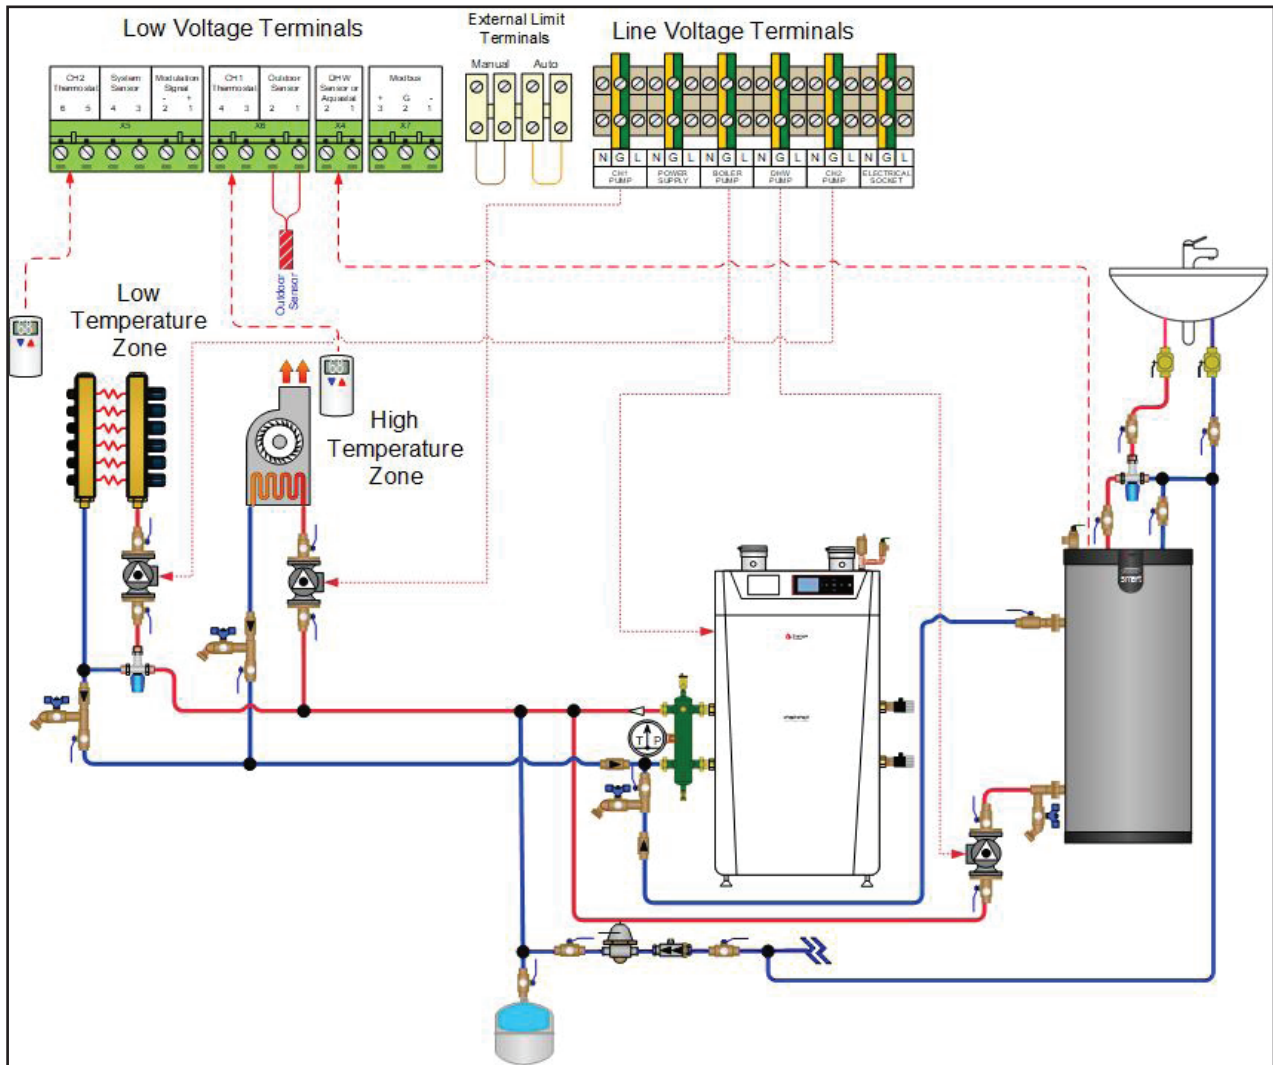 Low Voltage Terminals
External Limit
Terminals
Line Voltage Terminals
Manual Auto
CH2
Thermostat
6 5
System
Sensor
4 3
Modulation
Signal
- +
2 1
X5
CH1
Thermostat
4 3
Outdoor
Sensor
2 1
X6
DHW
Sensor or
Aquastat
2 1
X4
Modbus
+ G -
3 2 1
X7
N G L N G L N G L N G L N G L N G L
CH1
PUMP
POWER
SUPPLY
BOILER
PUMP
DHW
PUMP
CH2
PUMP
ELECTRICAL
SOCKET
Outdoor
Sensor
Low
Temperature
Zone
68
68
High
Temperature
Zone
T P